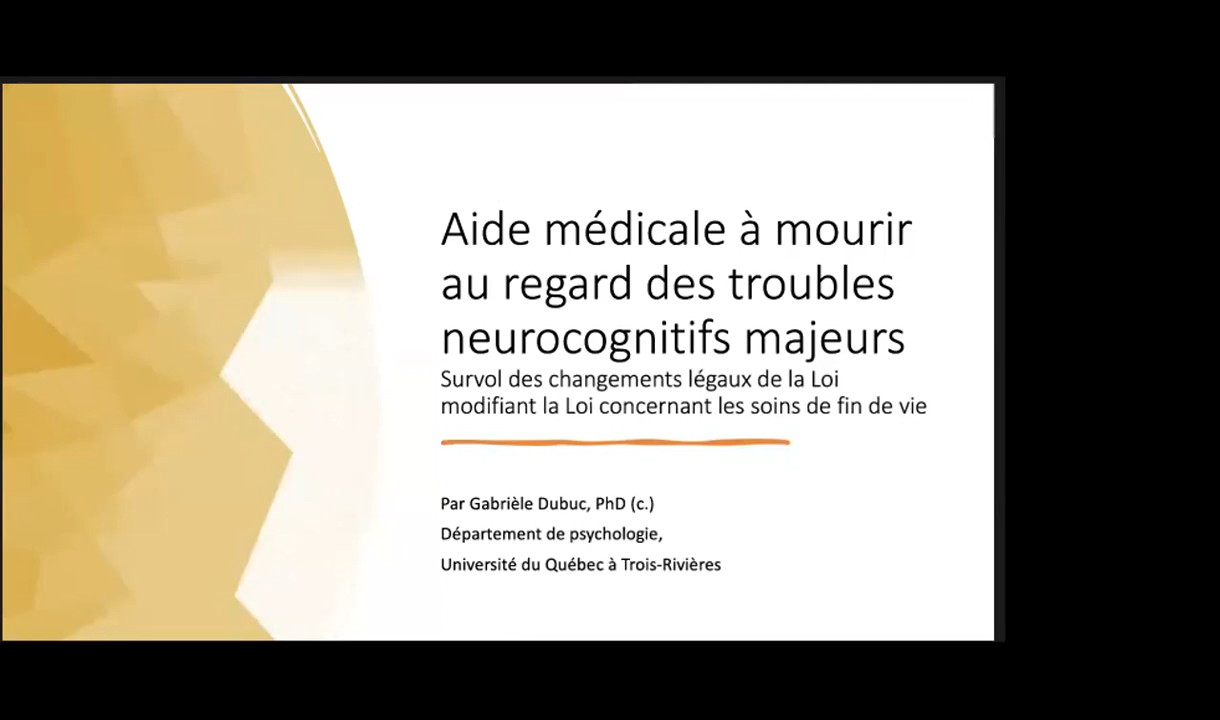 Aide médicale à mourir
au regard des troubles
neurocognitifs majeurs
Survol des changements légaux de la Loi
modifiant la Loi concernant les soins de fin de vie
Par Gabrièle Dubuc, PhD (c.)
Département de psychologie,
Université du Québec à Trois-Rivières